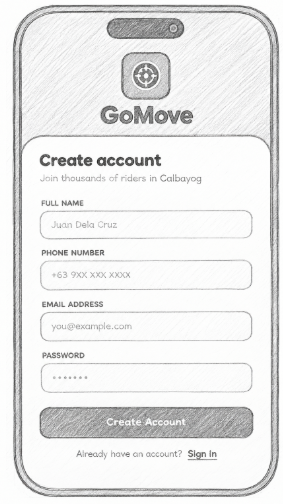 GoMove
Create account
Join thousands of riders in Calbayog
FULL NAME
Juan Dela Cruz
PHONE NUMBER
+63 9XX XXX XXXX
EMAIL ADDRESS
you@example.com
PASSWORD
•••••••
Create Account
Already have an account? Sign In